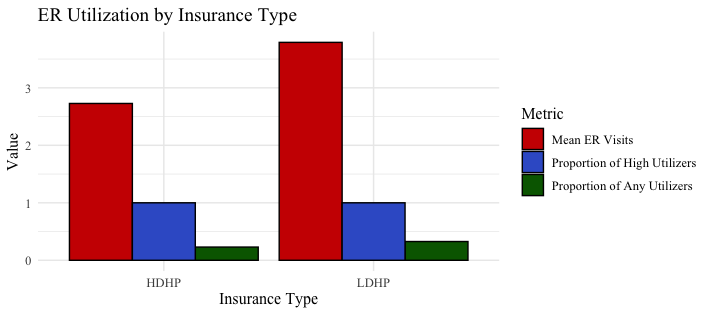 ER Utilization by Insurance Type
3
2
1
0
Value
HDHP
LDHP
Insurance Type
Metric
Mean ER Visits
Proportion of High Utilizers
Proportion of Any Utilizers